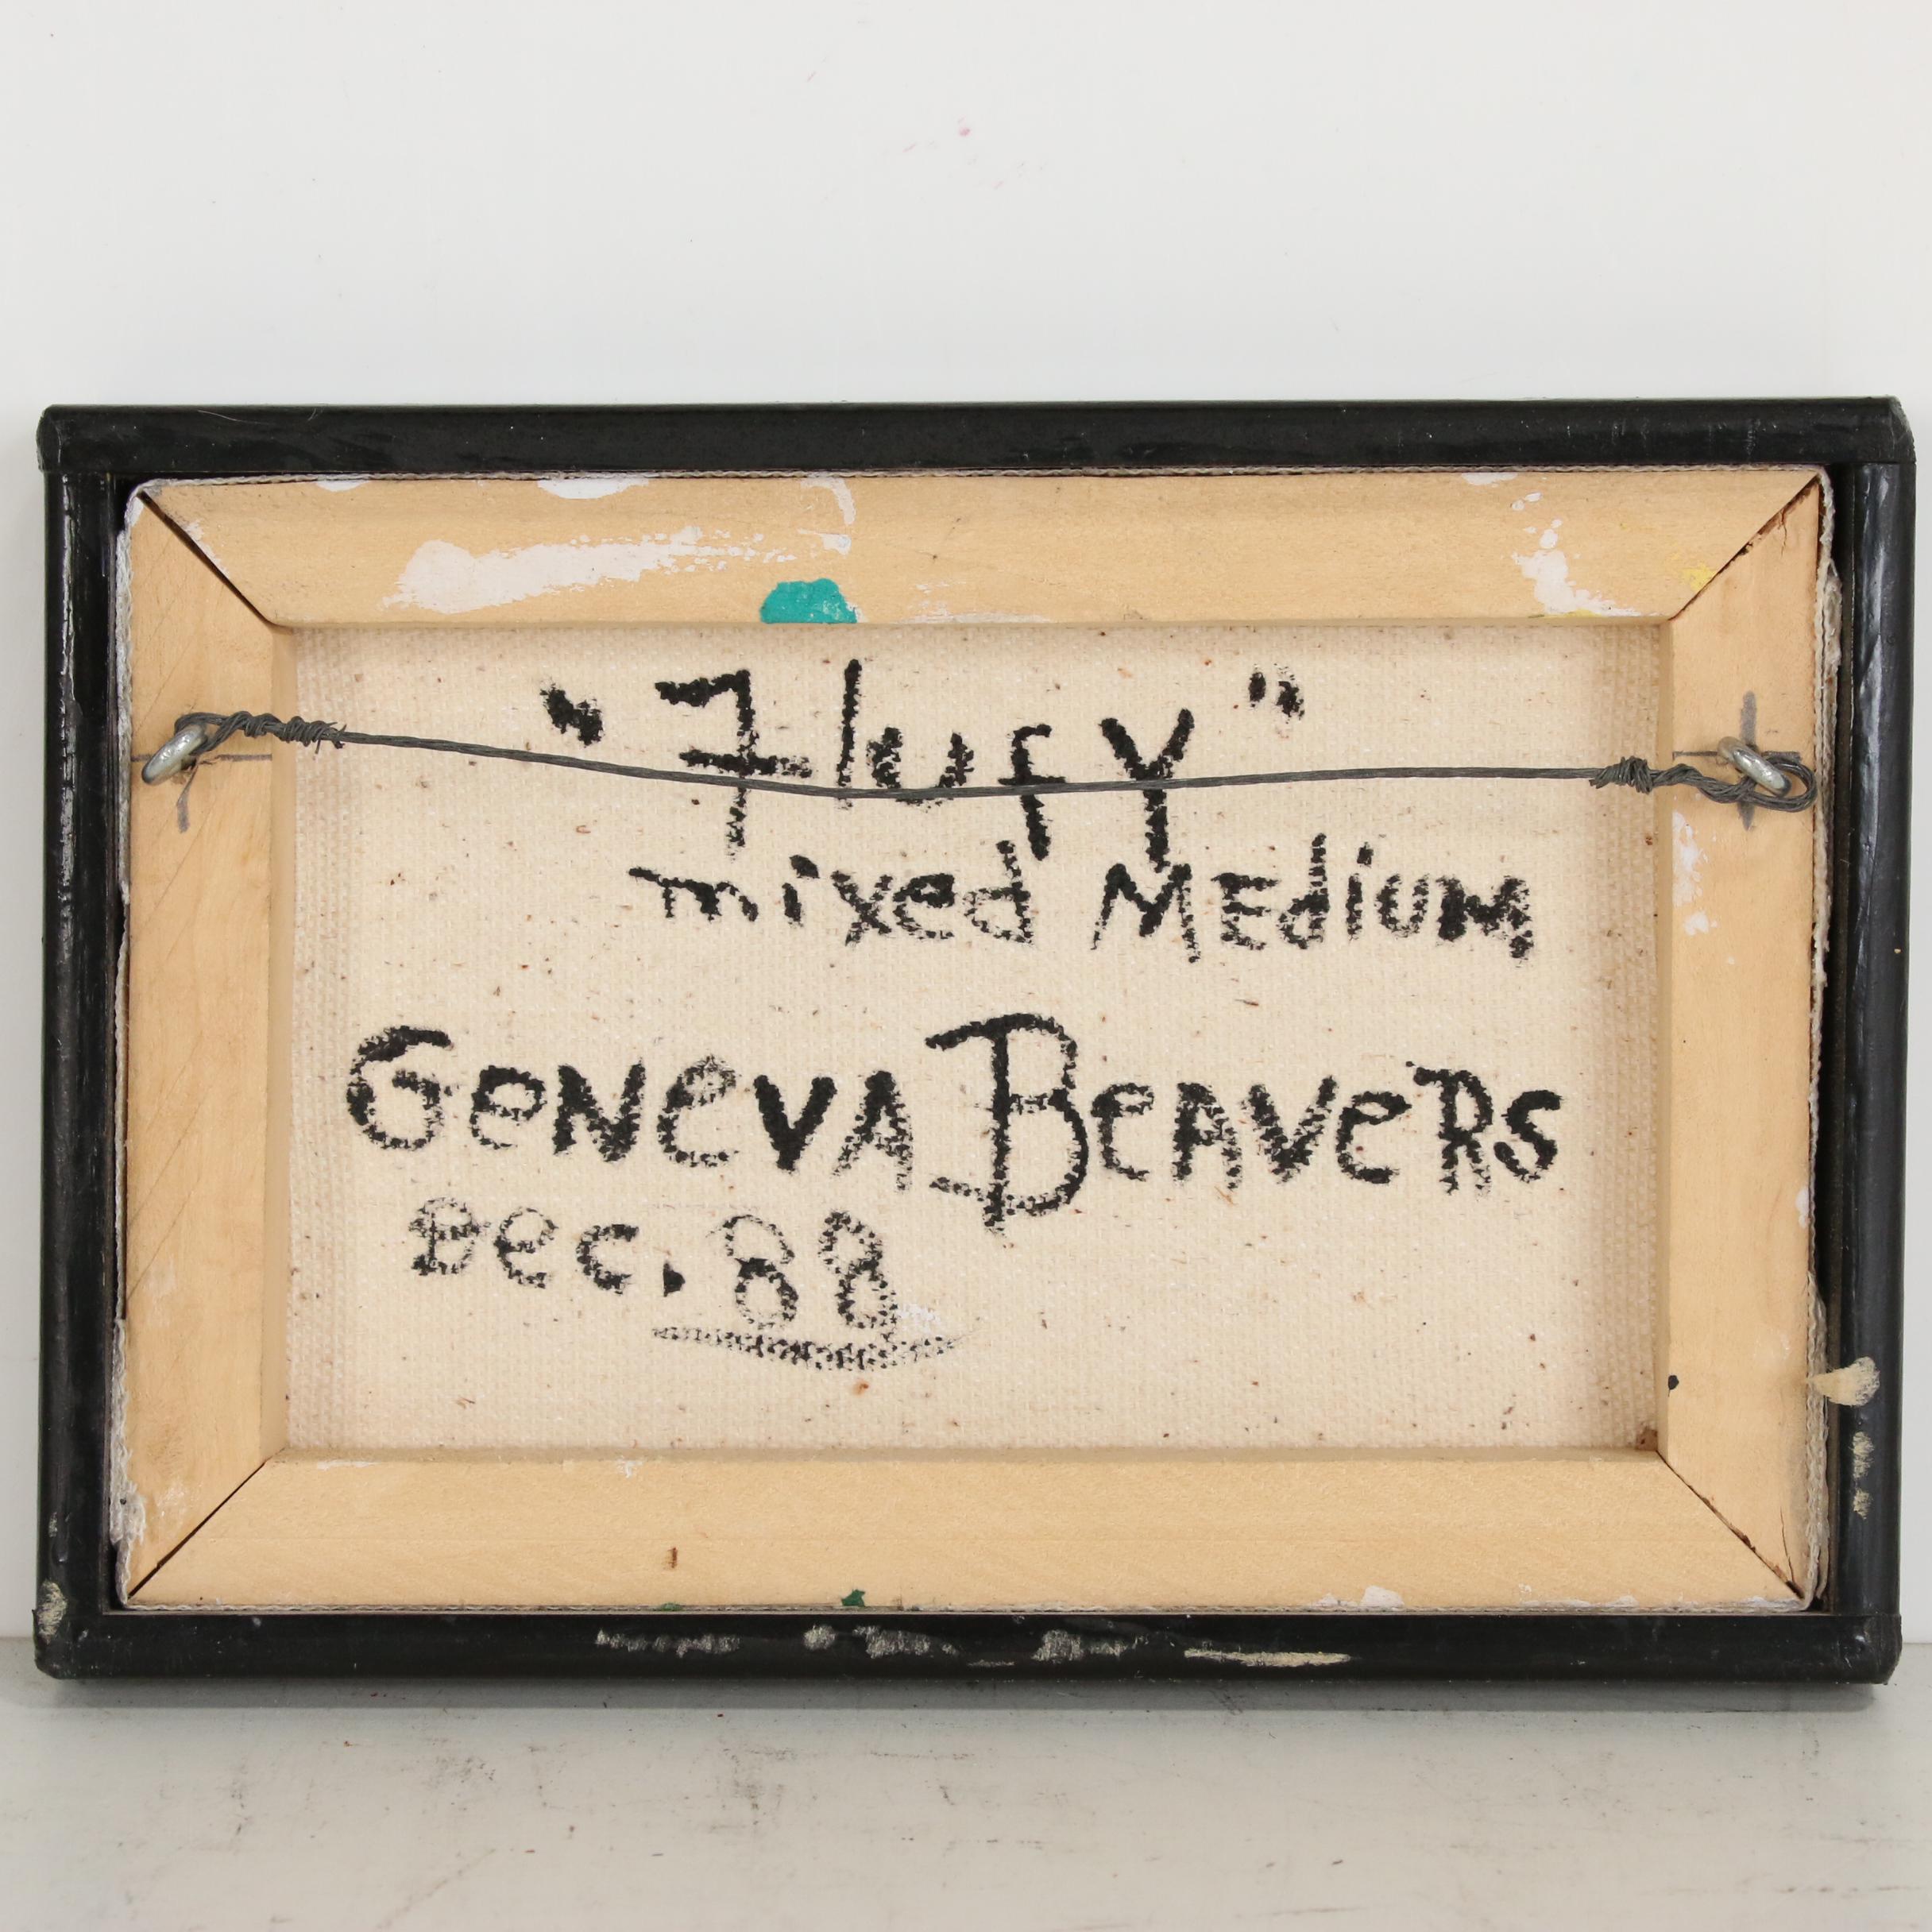 "Flufy"
mixed Medium
GeNeVA BeAVeRS
Dec. 88